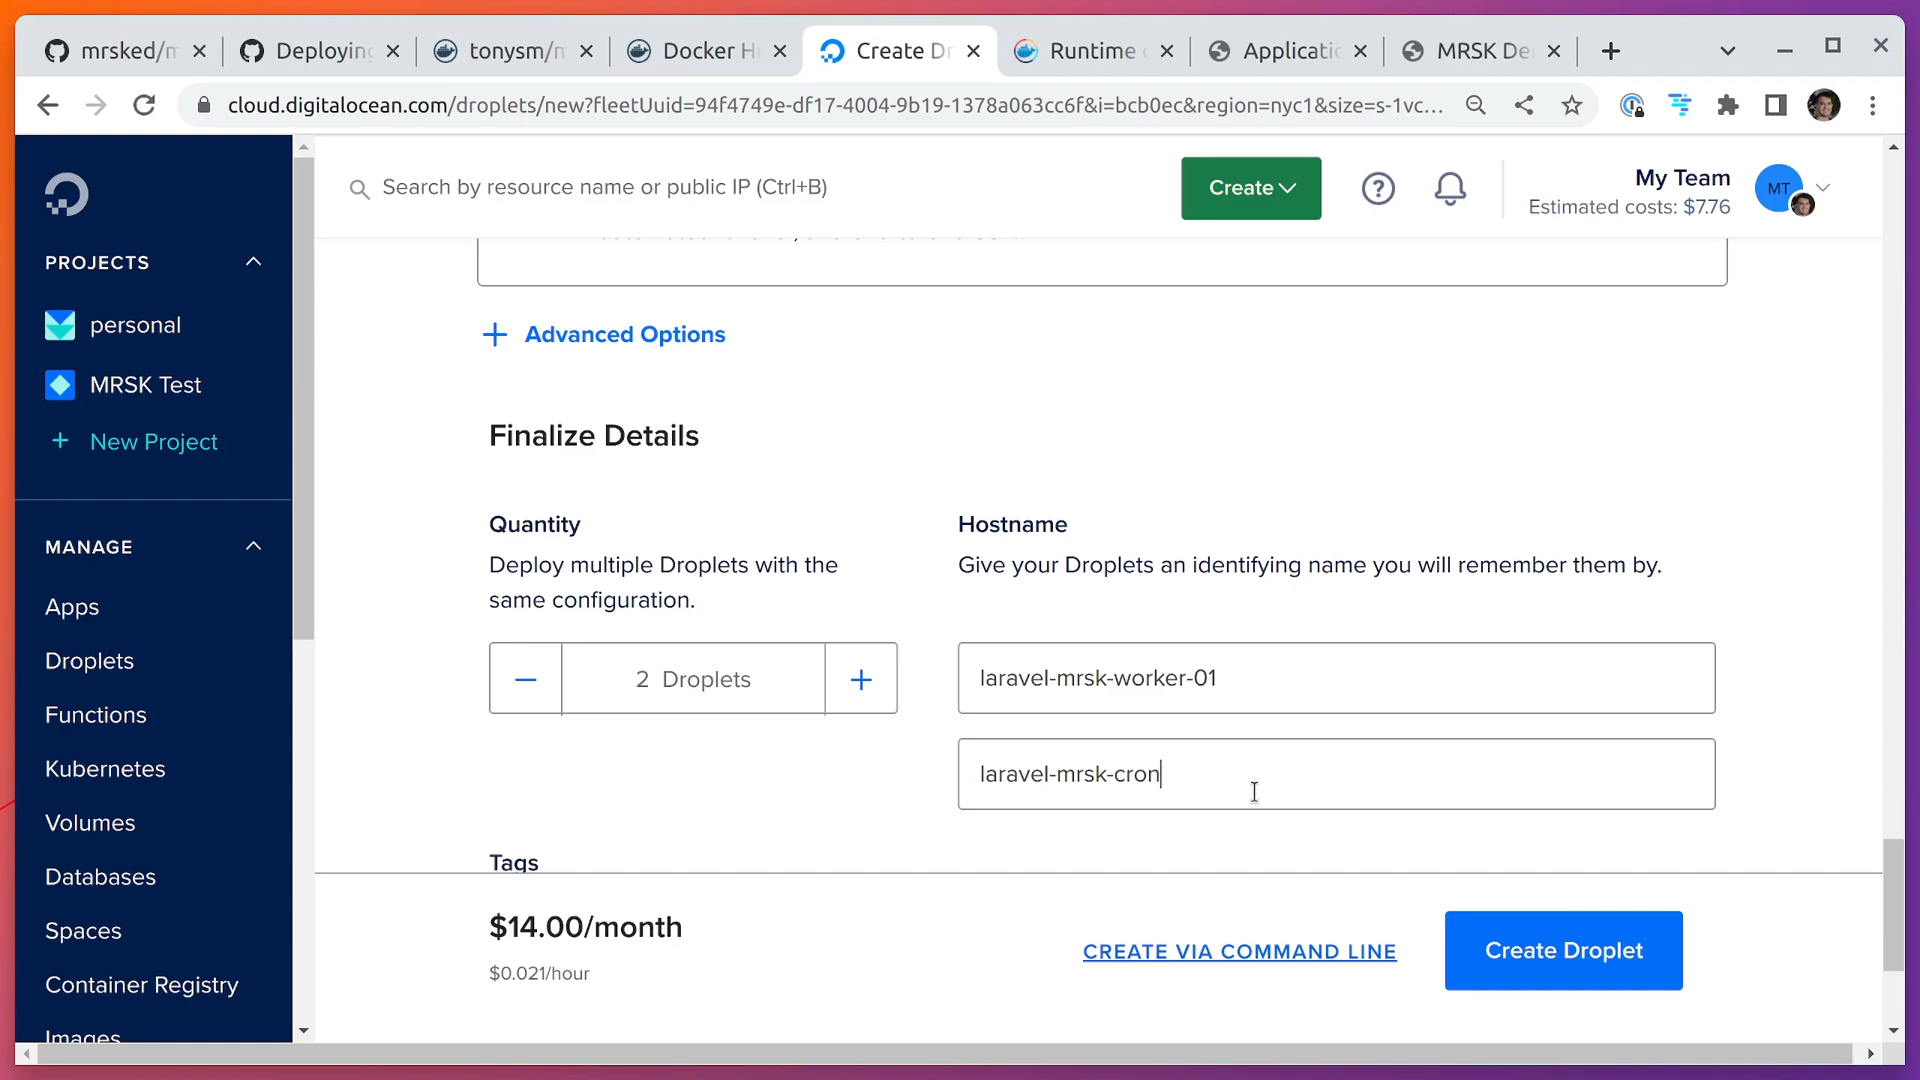 mrsked/m
Deploying
tonysm/m
Docker H
Create Dr
Runtime
Applicati
MRSK De
cloud.digitalocean.com/droplets/new?fleetUuid=94f4749e-df17-4004-9b19-1378a063cc6f&i=bcb0ec&region=nyc1&size=s-1vc...
Search by resource name or public IP (Ctrl+B)
Create
My Team
Estimated costs: $7.76
MT
PROJECTS
personal
MRSK Test
+ New Project
MANAGE
Apps
Droplets
Functions
Kubernetes
Volumes
Databases
Spaces
Container Registry
Images
+ Advanced Options
Finalize Details
Quantity
Deploy multiple Droplets with the
same configuration.
2 Droplets
Hostname
Give your Droplets an identifying name you will remember them by.
laravel-mrsk-worker-01
laravel-mrsk-cron
Tags
$14.00/month
$0.021/hour
CREATE VIA COMMAND LINE
Create Droplet